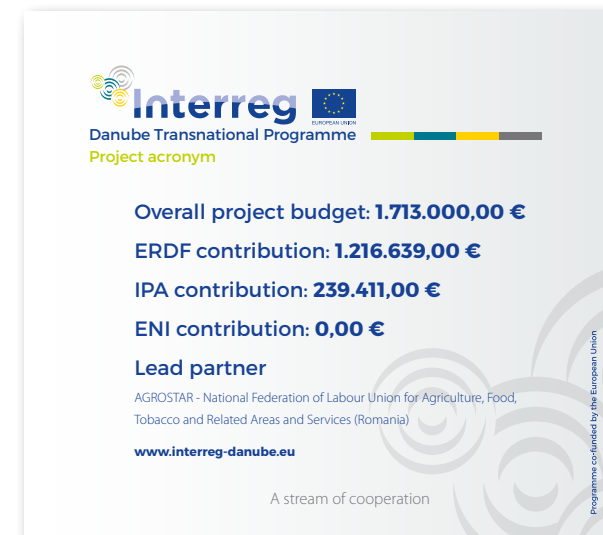 Interreg
EUROPEAN UNION
Danube Transnational Programme
Project acronym
Overall project budget: 1.713.000,00 €
ERDF contribution: 1.216.639,00 €
IPA contribution: 239.411,00 €
ENI contribution: 0,00 €
Lead partner
AGROSTAR - National Federation of Labour Union for Agriculture, Food,
Tobacco and Related Areas and Services (Romania)
www.interreg-danube.eu
A stream of cooperation
Programme co-funded by the European Union